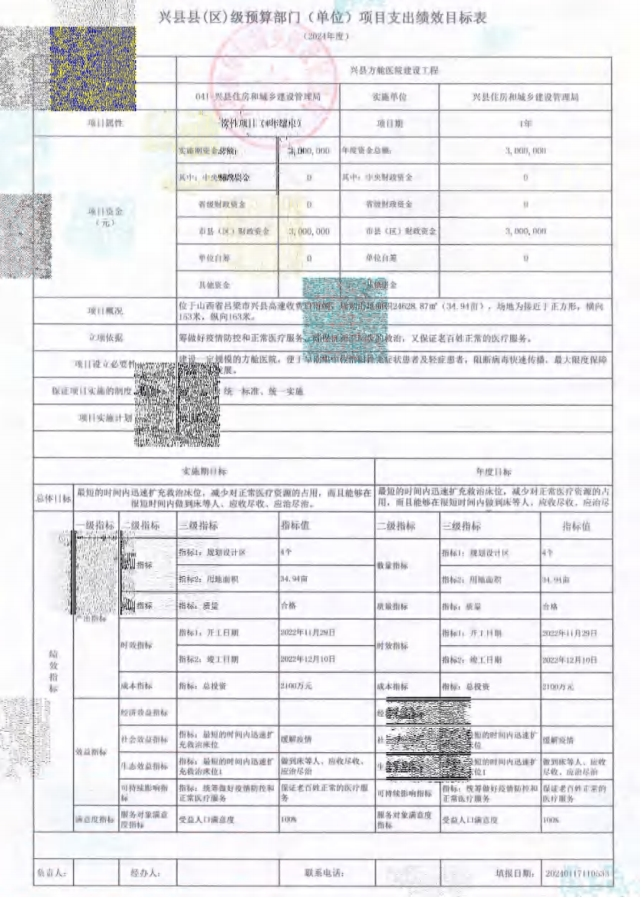 兴县县(区)级预算部门（单位）项目支出绩效目标表
（2024年度）
兴县方舱医院建设工程
041-兴县住房和城乡建设管理局 实施单位 兴县住房和城乡建设管理局
项目属性 项目期 1年
项目资金（元）
实施期资金总额: 3,000,000 年度资金总额: 3,000,000
其中: 中央财政资金 0 其中: 中央财政资金 0
省级财政资金 0 省级财政资金 0
市县（区）财政资金 3,000,000 市县（区）财政资金 3,000,000
单位自筹 0 单位自筹 0
其他资金 其他资金
项目概况 位于山西省吕梁市兴县高速收费 24628.87㎡（34.94亩），场地为接近于正方形，横向
153米，纵向163米。
立项依据 筹做好疫情防控和正常医疗服务， 救治，又保证老百姓正常的医疗服务。
项目设立必要性 建设一定规模的方舱医院，便于 症状患者及轻症患者，阻断病毒快速传播，最大限度保障
展。
保证项目实施的制度、 统一标准、统一实施
项目实施计划
实施期目标 年度目标
总体目标 最短的时间内迅速扩充救治床位，减少对正常医疗资源的占用，而且能够在 最短的时间内迅速扩充救治床位，减少对正常医疗资源的占
很短时间内做到床等人、应收尽收、应治尽治。 用，而且能够在很短时间内做到床等人、应收尽收、应治尽
绩效指标
一级指标 二级指标 三级指标 指标值 二级指标 三级指标 指标值
产出指标
指标 指标1: 规划设计区 4个 数量指标 指标1: 规划设计区 4个
指标2: 用地面积 34.94亩 指标2: 用地面积 34.94亩
指标 指标: 质量 合格 质量指标 指标: 质量 合格
时效指标 指标1: 开工日期 2022年11月29日 时效指标 指标1: 开工日期 2022年11月29日
指标2: 竣工日期 2022年12月10日 指标2: 竣工日期 2022年12月10日
成本指标 指标: 总投资 2100万元 成本指标 指标: 总投资 2100万元
效益指标
经济效益指标 经
社会效益指标 指标: 最短的时间内迅速扩充救治床位 缓解疫情 社 短的时间内迅速扩 位 缓解疫情
生态效益指标 指标: 最短的时间内迅速扩充救治床位1 做到床等人、应收尽收、应治尽治 生 短的时间内迅速扩 位1 做到床等人、应收尽收、应治尽治
可持续影响指标 指标: 统筹做好疫情防控和正常医疗服务 保证老百姓正常的医疗服务 可持续影响指标 指标: 统筹做好疫情防控和正常医疗服务 保证老百姓正常的医疗服务
满意度指标 服务对象满意度指标 受益人口满意度 100% 服务对象满意度指标 受益人口满意度 100%
负责人: 经办人: 联系电话: 填报日期: 20240117110533